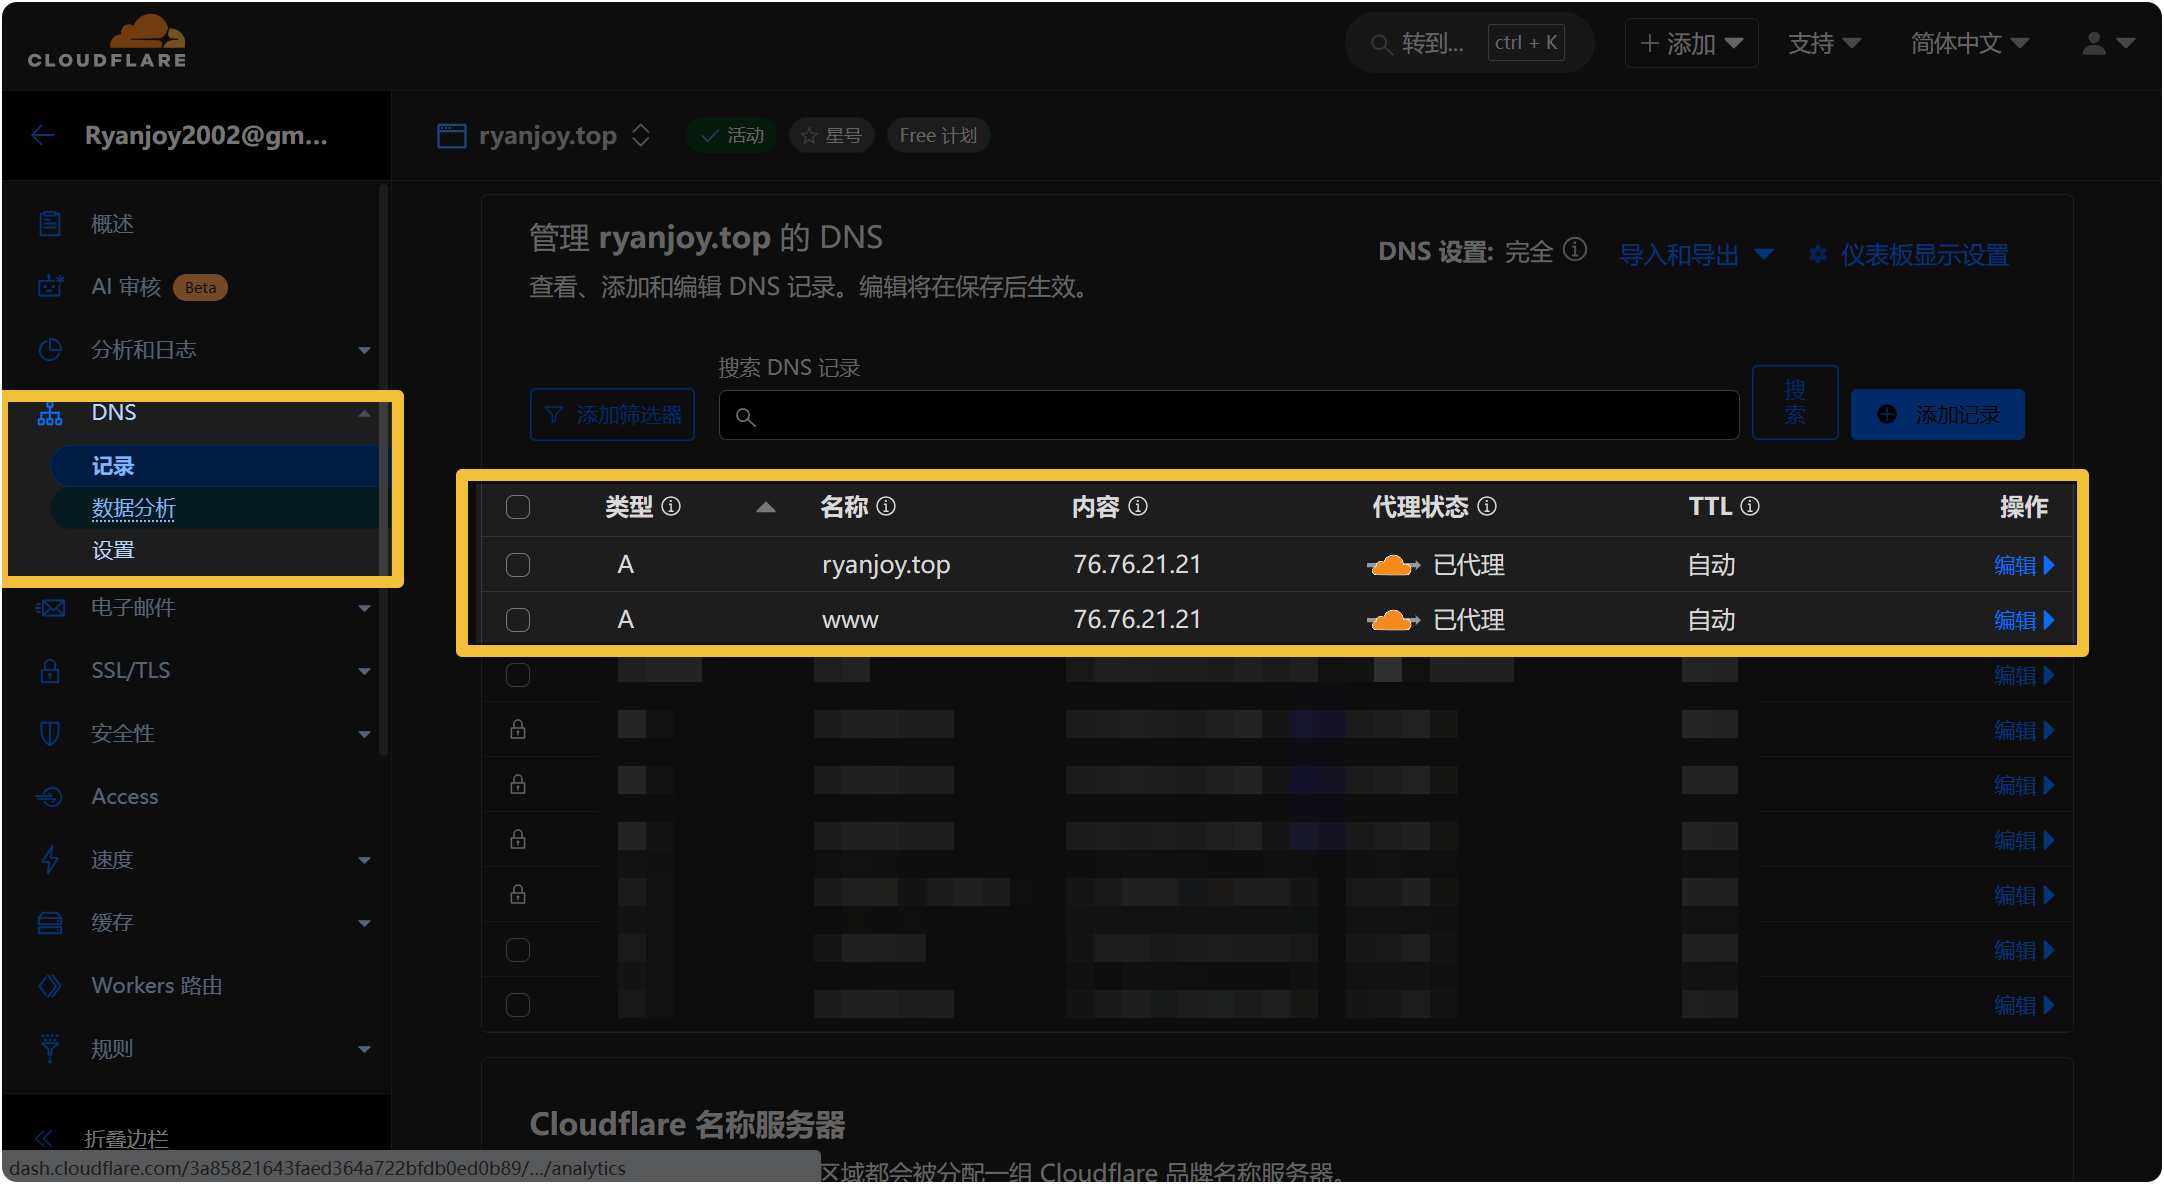 CLOUDFLARE
转到... ctrl + K
添加
支持
简体中文
Ryanjoy2002@gm...
ryanjoy.top
活动
星号
Free 计划
概述
AI 审核 Beta
分析和日志
DNS
记录
数据分析
设置
电子邮件
SSL/TLS
安全性
Access
速度
缓存
Workers 路由
规则
折叠边栏
管理 ryanjoy.top 的 DNS
查看、添加和编辑 DNS 记录。编辑将在保存后生效。
DNS 设置: 完全
导入和导出
仪表板显示设置
搜索 DNS 记录
添加筛选器
搜索
添加记录
类型 名称 内容 代理状态 TTL 操作
A ryanjoy.top 76.76.21.21 已代理 自动 编辑
A www 76.76.21.21 已代理 自动 编辑
编辑
编辑
编辑
编辑
编辑
编辑
编辑
Cloudflare 名称服务器
区域都会被分配一组 Cloudflare 品牌名称服务器。
dash.cloudflare.com/3a85821643faed364a722bfdb0ed0b89/.../analytics